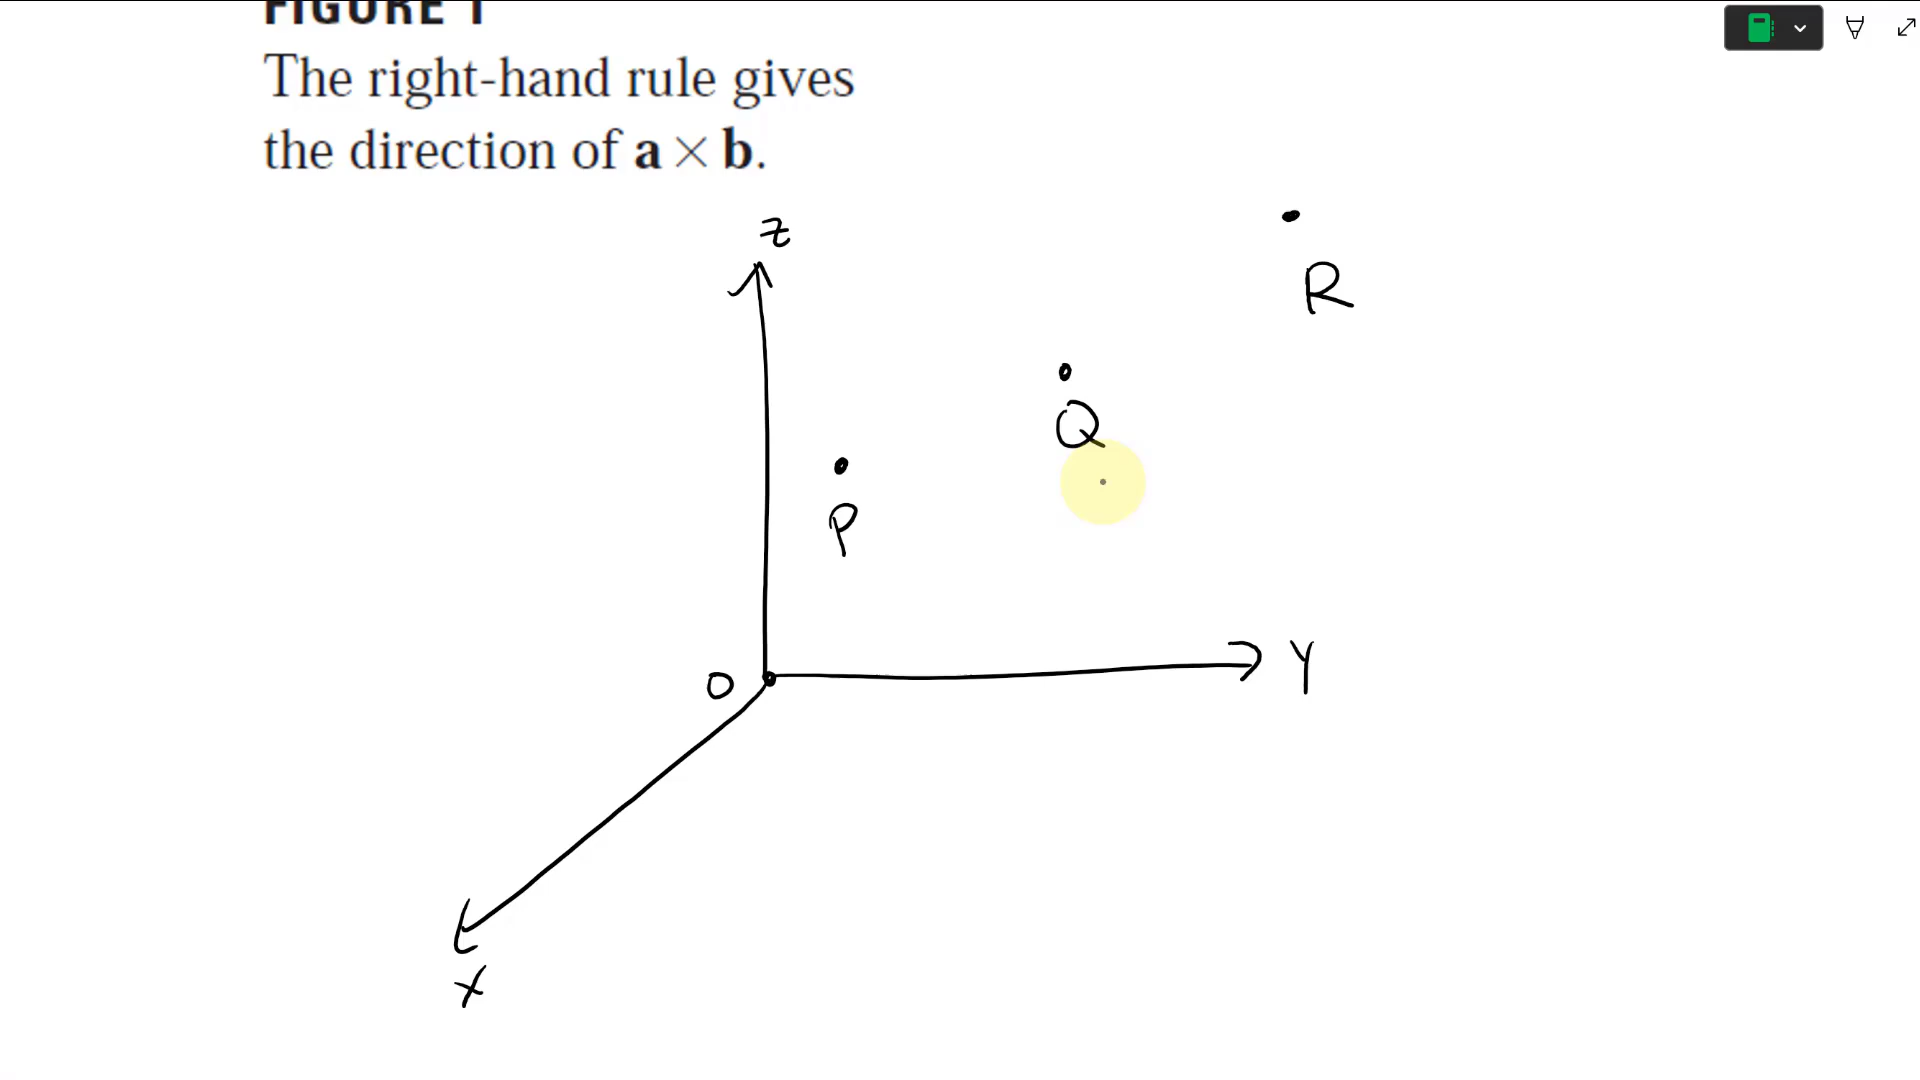 FIGURE 1
The right-hand rule gives
the direction of a × b.
z
R
Q
P
O
Y
X